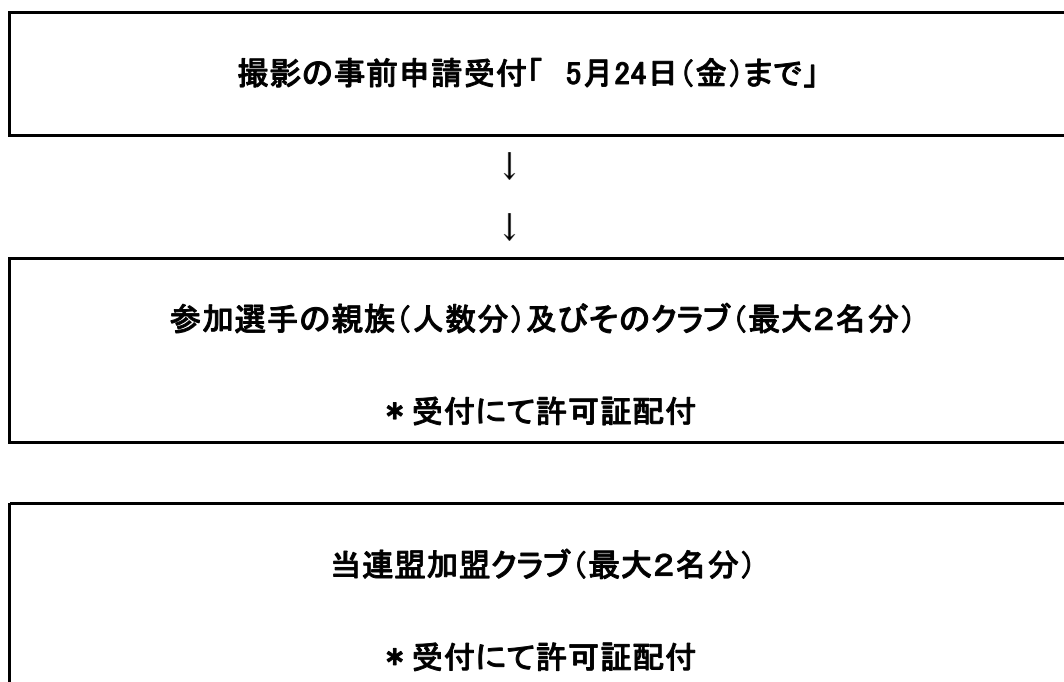 撮影の事前申請受付「　5月24日（金）まで」
↓
↓
参加選手の親族（人数分）及びそのクラブ（最大２名分）
＊受付にて許可証配付
当連盟加盟クラブ（最大２名分）
＊受付にて許可証配付